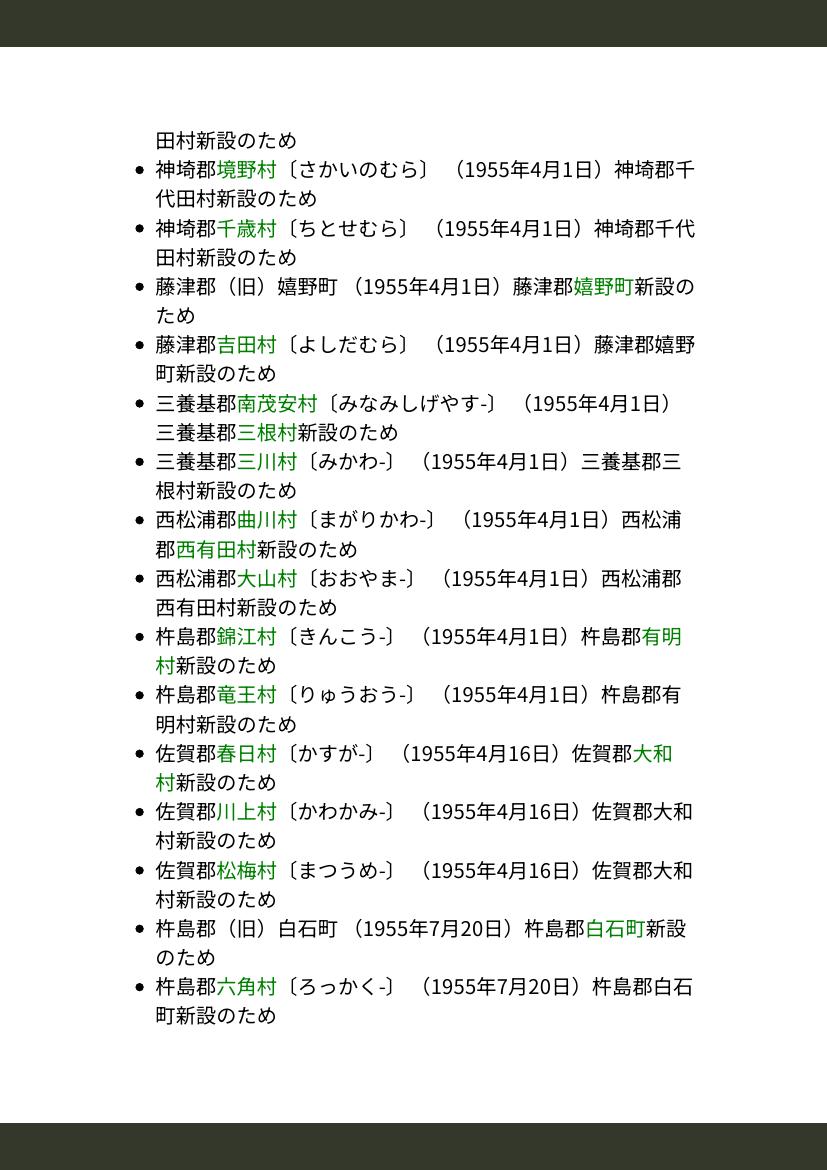 田村新設のため
• 神埼郡境野村〔さかいのむら〕 （1955年4月1日）神埼郡千
代田村新設のため
• 神埼郡千歳村〔ちとせむら〕 （1955年4月1日）神埼郡千代
田村新設のため
• 藤津郡（旧）嬉野町 （1955年4月1日）藤津郡嬉野町新設の
ため
• 藤津郡吉田村〔よしだむら〕 （1955年4月1日）藤津郡嬉野
町新設のため
• 三養基郡南茂安村〔みなみしげやす-〕 （1955年4月1日）
三養基郡三根村新設のため
• 三養基郡三川村〔みかわ-〕 （1955年4月1日）三養基郡三
根村新設のため
• 西松浦郡曲川村〔まがりかわ-〕 （1955年4月1日）西松浦
郡西有田村新設のため
• 西松浦郡大山村〔おおやま-〕 （1955年4月1日）西松浦郡
西有田村新設のため
• 杵島郡錦江村〔きんこう-〕 （1955年4月1日）杵島郡有明
村新設のため
• 杵島郡竜王村〔りゅうおう-〕 （1955年4月1日）杵島郡有
明村新設のため
• 佐賀郡春日村〔かすが-〕 （1955年4月16日）佐賀郡大和
村新設のため
• 佐賀郡川上村〔かわかみ-〕 （1955年4月16日）佐賀郡大和
村新設のため
• 佐賀郡松梅村〔まつうめ-〕 （1955年4月16日）佐賀郡大和
村新設のため
• 杵島郡（旧）白石町 （1955年7月20日）杵島郡白石町新設
のため
• 杵島郡六角村〔ろっかく-〕 （1955年7月20日）杵島郡白石
町新設のため